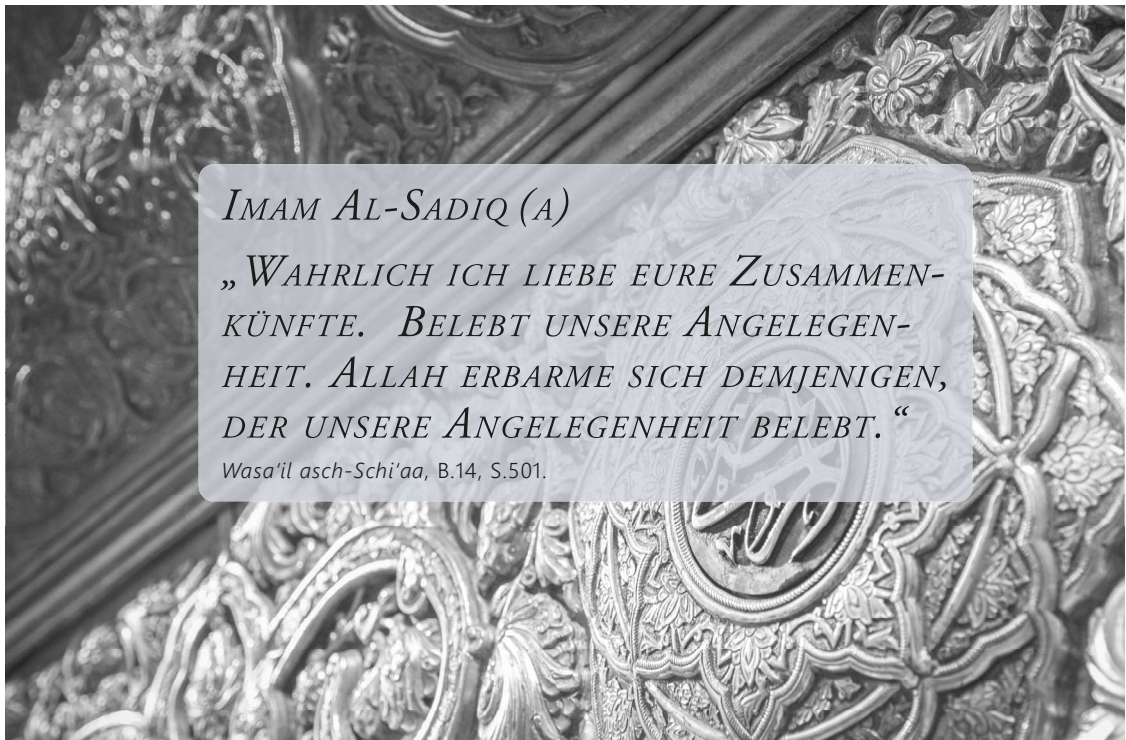 Imam Al-Sadiq (a)
„Wahrlich ich liebe eure Zusammen-
künfte. Belebt unsere Angelegen-
heit. Allah erbarme sich demjenigen,
der unsere Angelegenheit belebt.“
Wasa‘il asch-Schi‘aa, B.14, S.501.